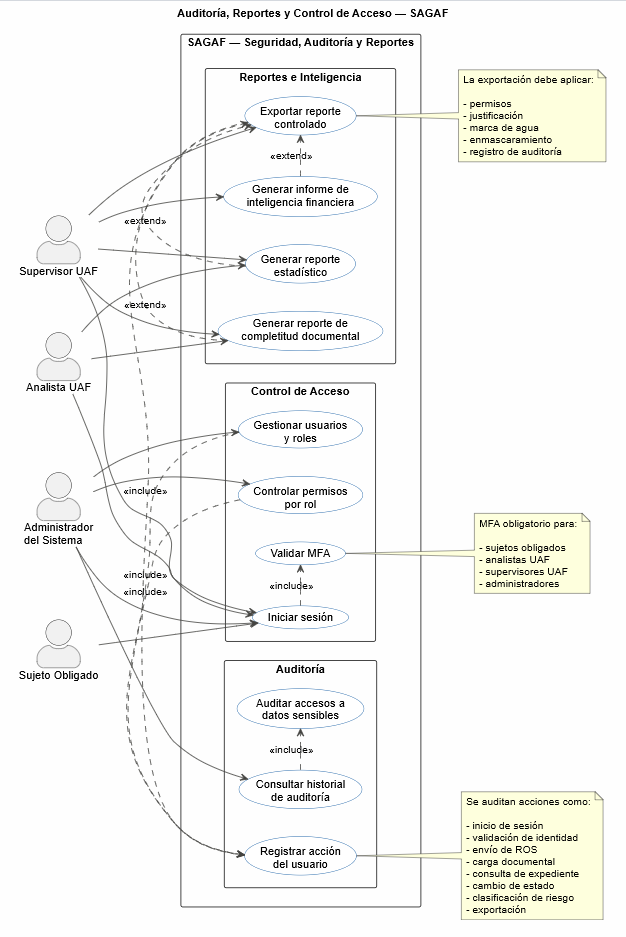 Auditoría, Reportes y Control de Acceso — SAGAF
SAGAF — Seguridad, Auditoría y Reportes
Reportes e Inteligencia
Exportar reporte
controlado
«extend»
Generar informe de
inteligencia financiera
«extend»
Generar reporte
estadístico
«extend»
Generar reporte de
completitud documental
La exportación debe aplicar:
- permisos
- justificación
- marca de agua
- enmascaramiento
- registro de auditoría
Supervisor UAF
Analista UAF
Administrador
del Sistema
Sujeto Obligado
Control de Acceso
Gestionar usuarios
y roles
«include»
Controlar permisos
por rol
Validar MFA
«include»
«include»
«include»
Iniciar sesión
MFA obligatorio para:
- sujetos obligados
- analistas UAF
- supervisores UAF
- administradores
Auditoría
Auditar accesos a
datos sensibles
«include»
Consultar historial
de auditoría
Registrar acción
del usuario
Se auditan acciones como:
- inicio de sesión
- validación de identidad
- envío de ROS
- carga documental
- consulta de expediente
- cambio de estado
- clasificación de riesgo
- exportación